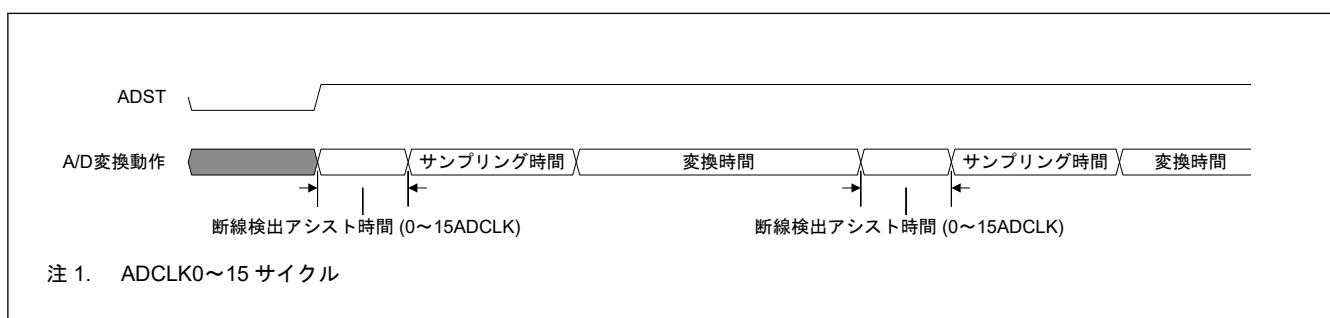 ADST
A/D変換動作
サンプリング時間
変換時間
サンプリング時間
変換時間
断線検出アシスト時間 (0～15ADCLK)
断線検出アシスト時間 (0～15ADCLK)
注 1. ADCLK0～15 サイクル